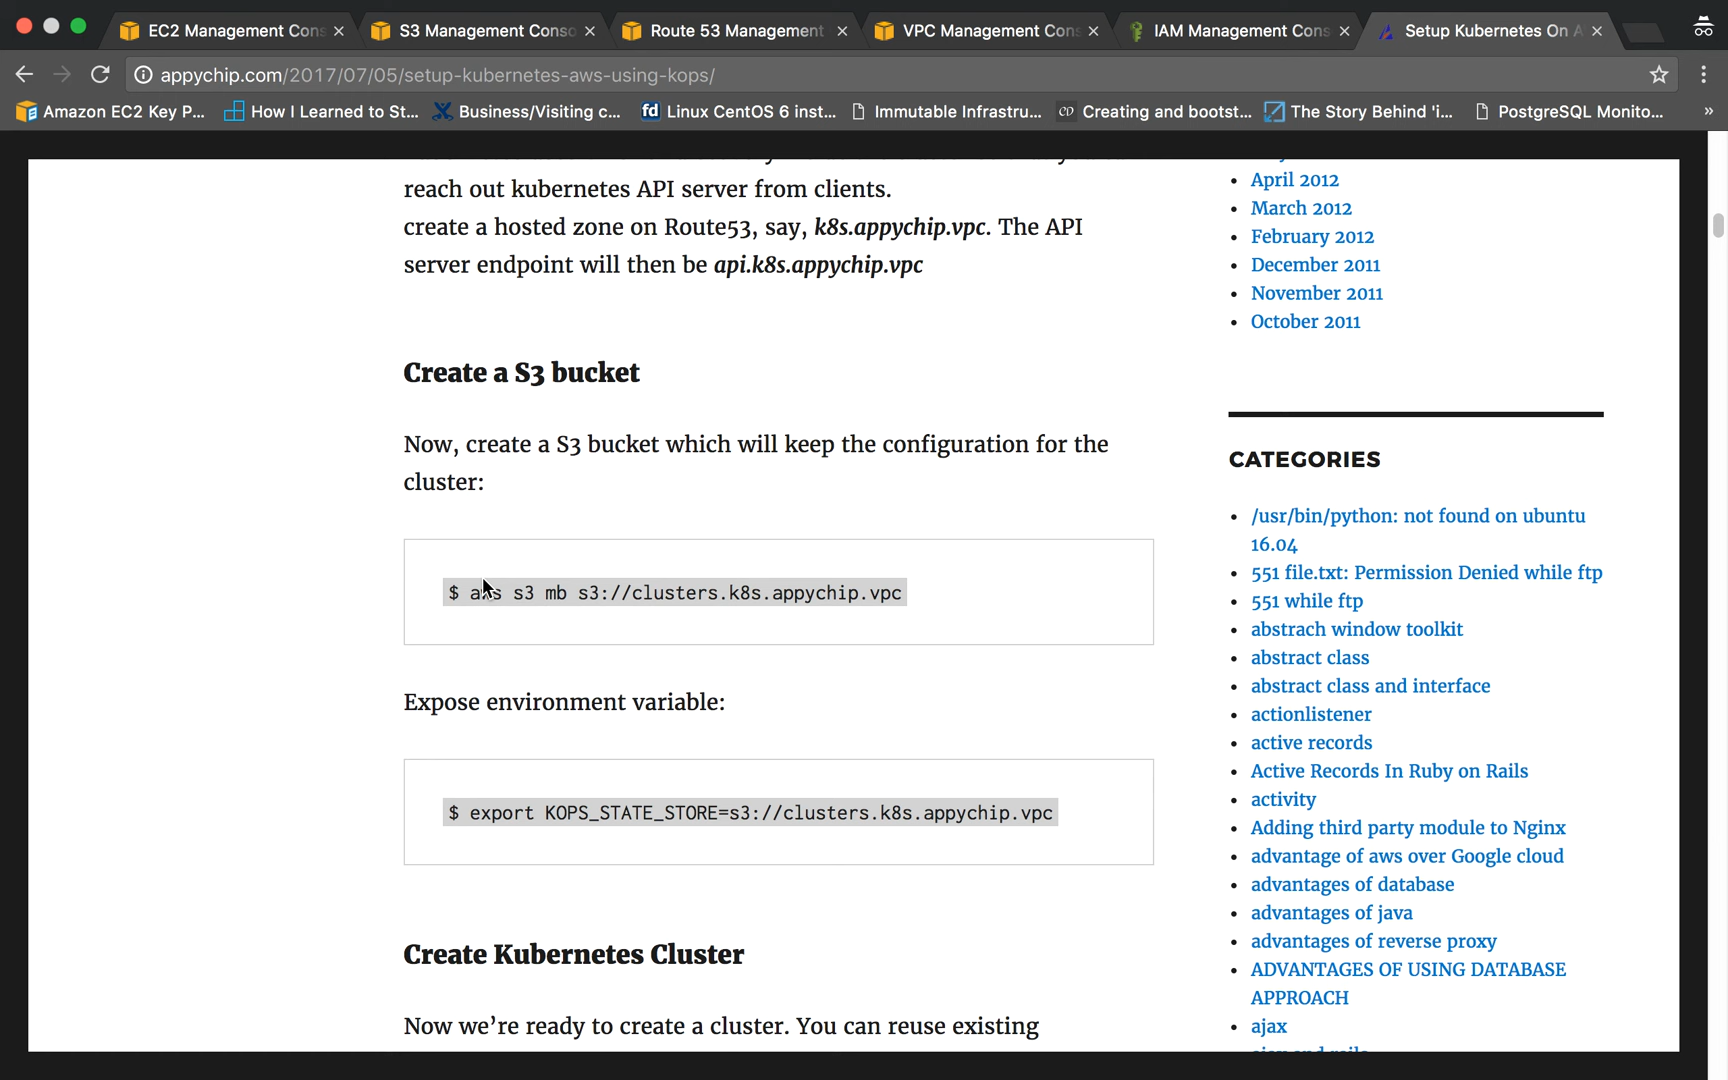 EC2 Management Cons
S3 Management Conso
Route 53 Management
VPC Management Cons
IAM Management Cons
Setup Kubernetes On A
appychip.com/2017/07/05/setup-kubernetes-aws-using-kops/
Amazon EC2 Key P...
How I Learned to St...
Business/Visiting c...
fd Linux CentOS 6 inst...
Immutable Infrastru...
Creating and bootst...
The Story Behind 'i...
PostgreSQL Monito...
»
reach out kubernetes API server from clients.
create a hosted zone on Route53, say, k8s.appychip.vpc. The API
server endpoint will then be api.k8s.appychip.vpc
Create a S3 bucket
Now, create a S3 bucket which will keep the configuration for the
cluster:
$ aws s3 mb s3://clusters.k8s.appychip.vpc
Expose environment variable:
$ export KOPS_STATE_STORE=s3://clusters.k8s.appychip.vpc
Create Kubernetes Cluster
Now we're ready to create a cluster. You can reuse existing
• April 2012
• March 2012
• February 2012
• December 2011
• November 2011
• October 2011
CATEGORIES
• /usr/bin/python: not found on ubuntu
16.04
• 551 file.txt: Permission Denied while ftp
• 551 while ftp
• abstrach window toolkit
• abstract class
• abstract class and interface
• actionlistener
• active records
• Active Records In Ruby on Rails
• activity
• Adding third party module to Nginx
• advantage of aws over Google cloud
• advantages of database
• advantages of java
• advantages of reverse proxy
• ADVANTAGES OF USING DATABASE
APPROACH
• ajax